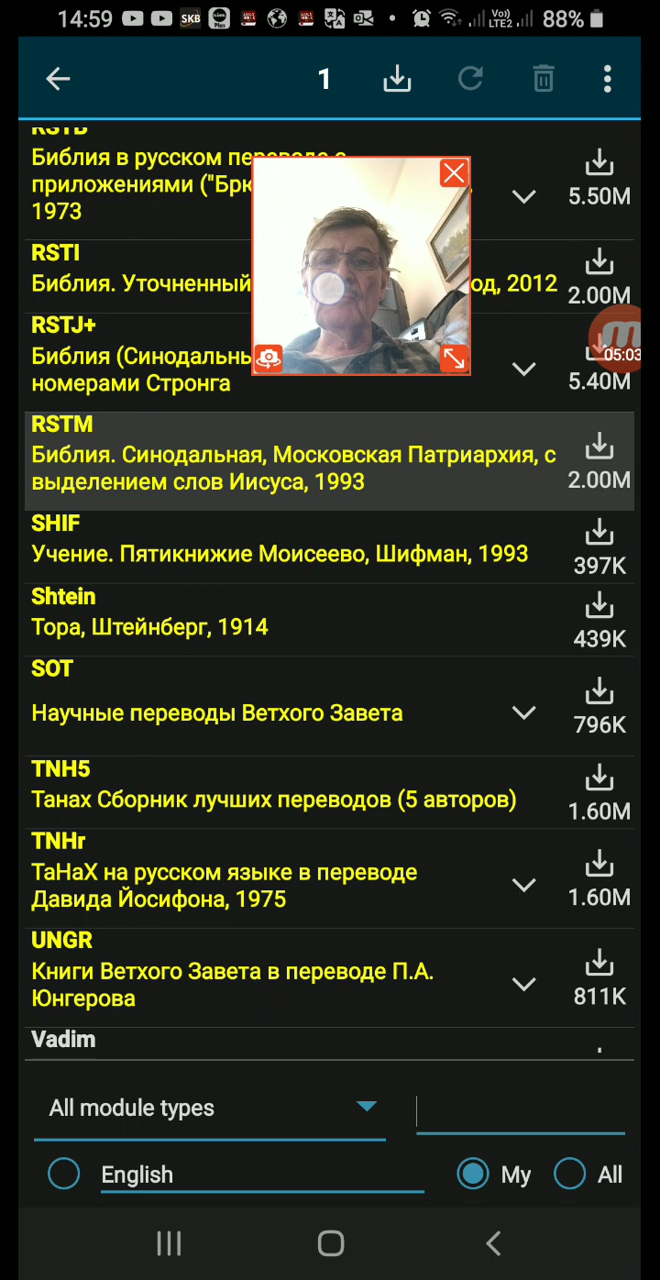 14:59 SKB Vo)) LTE2 88%
1
RSTB
Библия в русском переводе с
приложениями ("Брю
1973
5.50M
RSTI
Библия. Уточненный од, 2012
2.00M
RSTJ+
Библия (Синодальны
номерами Стронга
05:03
5.40M
RSTM
Библия. Синодальная, Московская Патриархия, с
выделением слов Иисуса, 1993
2.00M
SHIF
Учение. Пятикнижие Моисеево, Шифман, 1993
397K
Shtein
Тора, Штейнберг, 1914
439K
SOT
Научные переводы Ветхого Завета
796K
TNH5
Танах Сборник лучших переводов (5 авторов)
1.60M
TNHr
ТаНаХ на русском языке в переводе
Давида Йосифона, 1975
1.60M
UNGR
Книги Ветхого Завета в переводе П.А.
Юнгерова
811K
Vadim
All module types
English My All